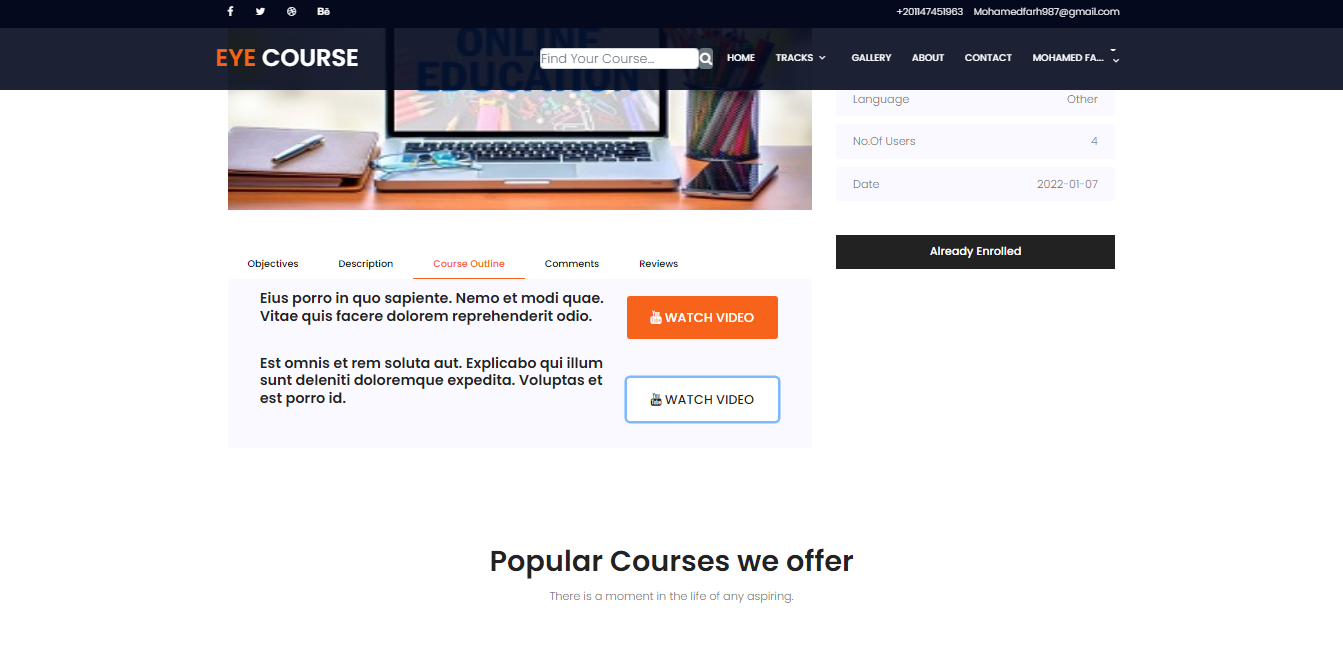 +201147451963 Mohamedfarh987@gmail.com
EYE COURSE
Find Your Course...
HOME
TRACKS
GALLERY
ABOUT
CONTACT
MOHAMED FA...
ONLINE
EDUCATION
Language Other
No.Of Users 4
Date 2022-01-07
Already Enrolled
Objectives
Description
Course Outline
Comments
Reviews
Eius porro in quo sapiente. Nemo et modi quae.
Vitae quis facere dolorem reprehenderit odio.
WATCH VIDEO
Est omnis et rem soluta aut. Explicabo qui illum
sunt deleniti doloremque expedita. Voluptas et
est porro id.
WATCH VIDEO
Popular Courses we offer
There is a moment in the life of any aspiring.